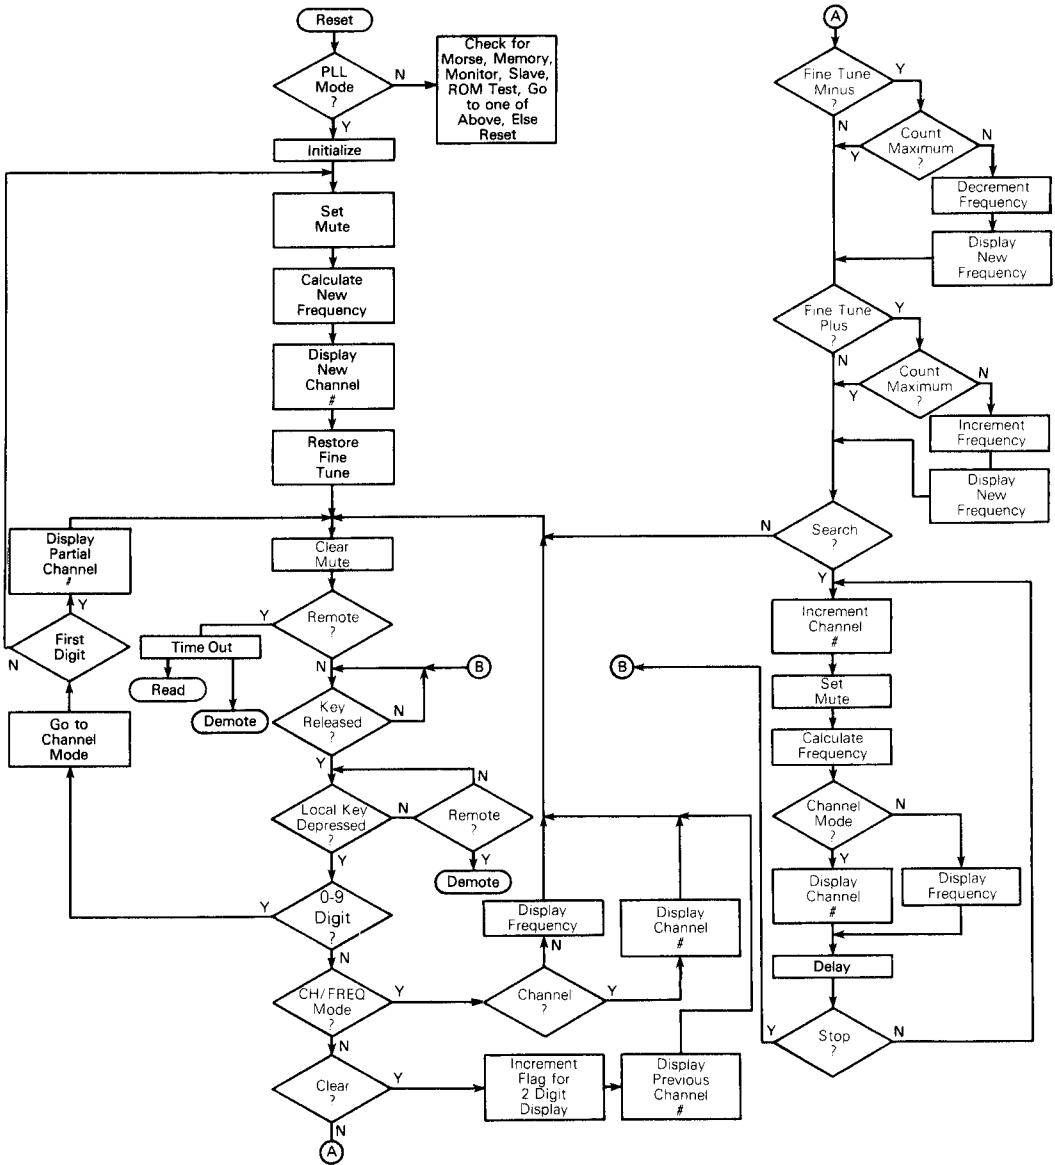 Reset
PLL
Mode
?
N
Y
Check for
Morse, Memory,
Monitor, Slave,
ROM Test, Go
to one of
Above, Else
Reset
Initialize
Set
Mute
Calculate
New
Frequency
Display
New
Channel
#
Restore
Fine
Tune
Clear
Mute
Remote
?
Y
N
Time Out
Read
Demote
B
Key
Released
?
N
Y
Local Key
Depressed
?
N
Y
Remote
?
N
Y
Demote
0-9
Digit
?
Y
N
Go to
Channel
Mode
First
Digit
Y
N
Display
Partial
Channel
#
CH/FREQ
Mode
?
Y
N
Channel
?
N
Y
Display
Frequency
Display
Channel
#
Clear
?
Y
N
Increment
Flag for
2 Digit
Display
Display
Previous
Channel
#
A
A
Fine Tune
Minus
?
Y
N
Count
Maximum
?
N
Y
Decrement
Frequency
Display
New
Frequency
Fine Tune
Plus
?
Y
N
Count
Maximum
?
N
Y
Increment
Frequency
Display
New
Frequency
Search
?
N
Y
Increment
Channel
#
B
Set
Mute
Calculate
Frequency
Channel
Mode
?
N
Y
Display
Channel
#
Display
Frequency
Delay
Stop
?
Y
N